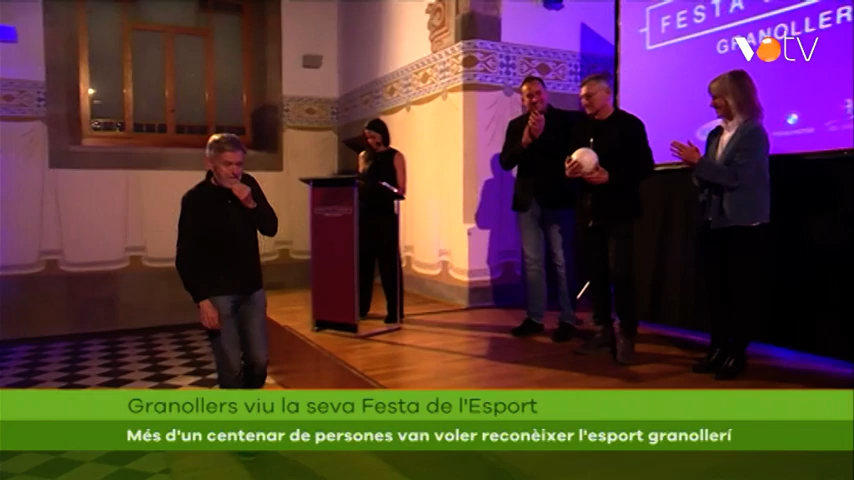 FESTA
GRANOLLER
votv
Granollers viu la seva Festa de l'Esport
Més d'un centenar de persones van voler reconèixer l'esport granollerí